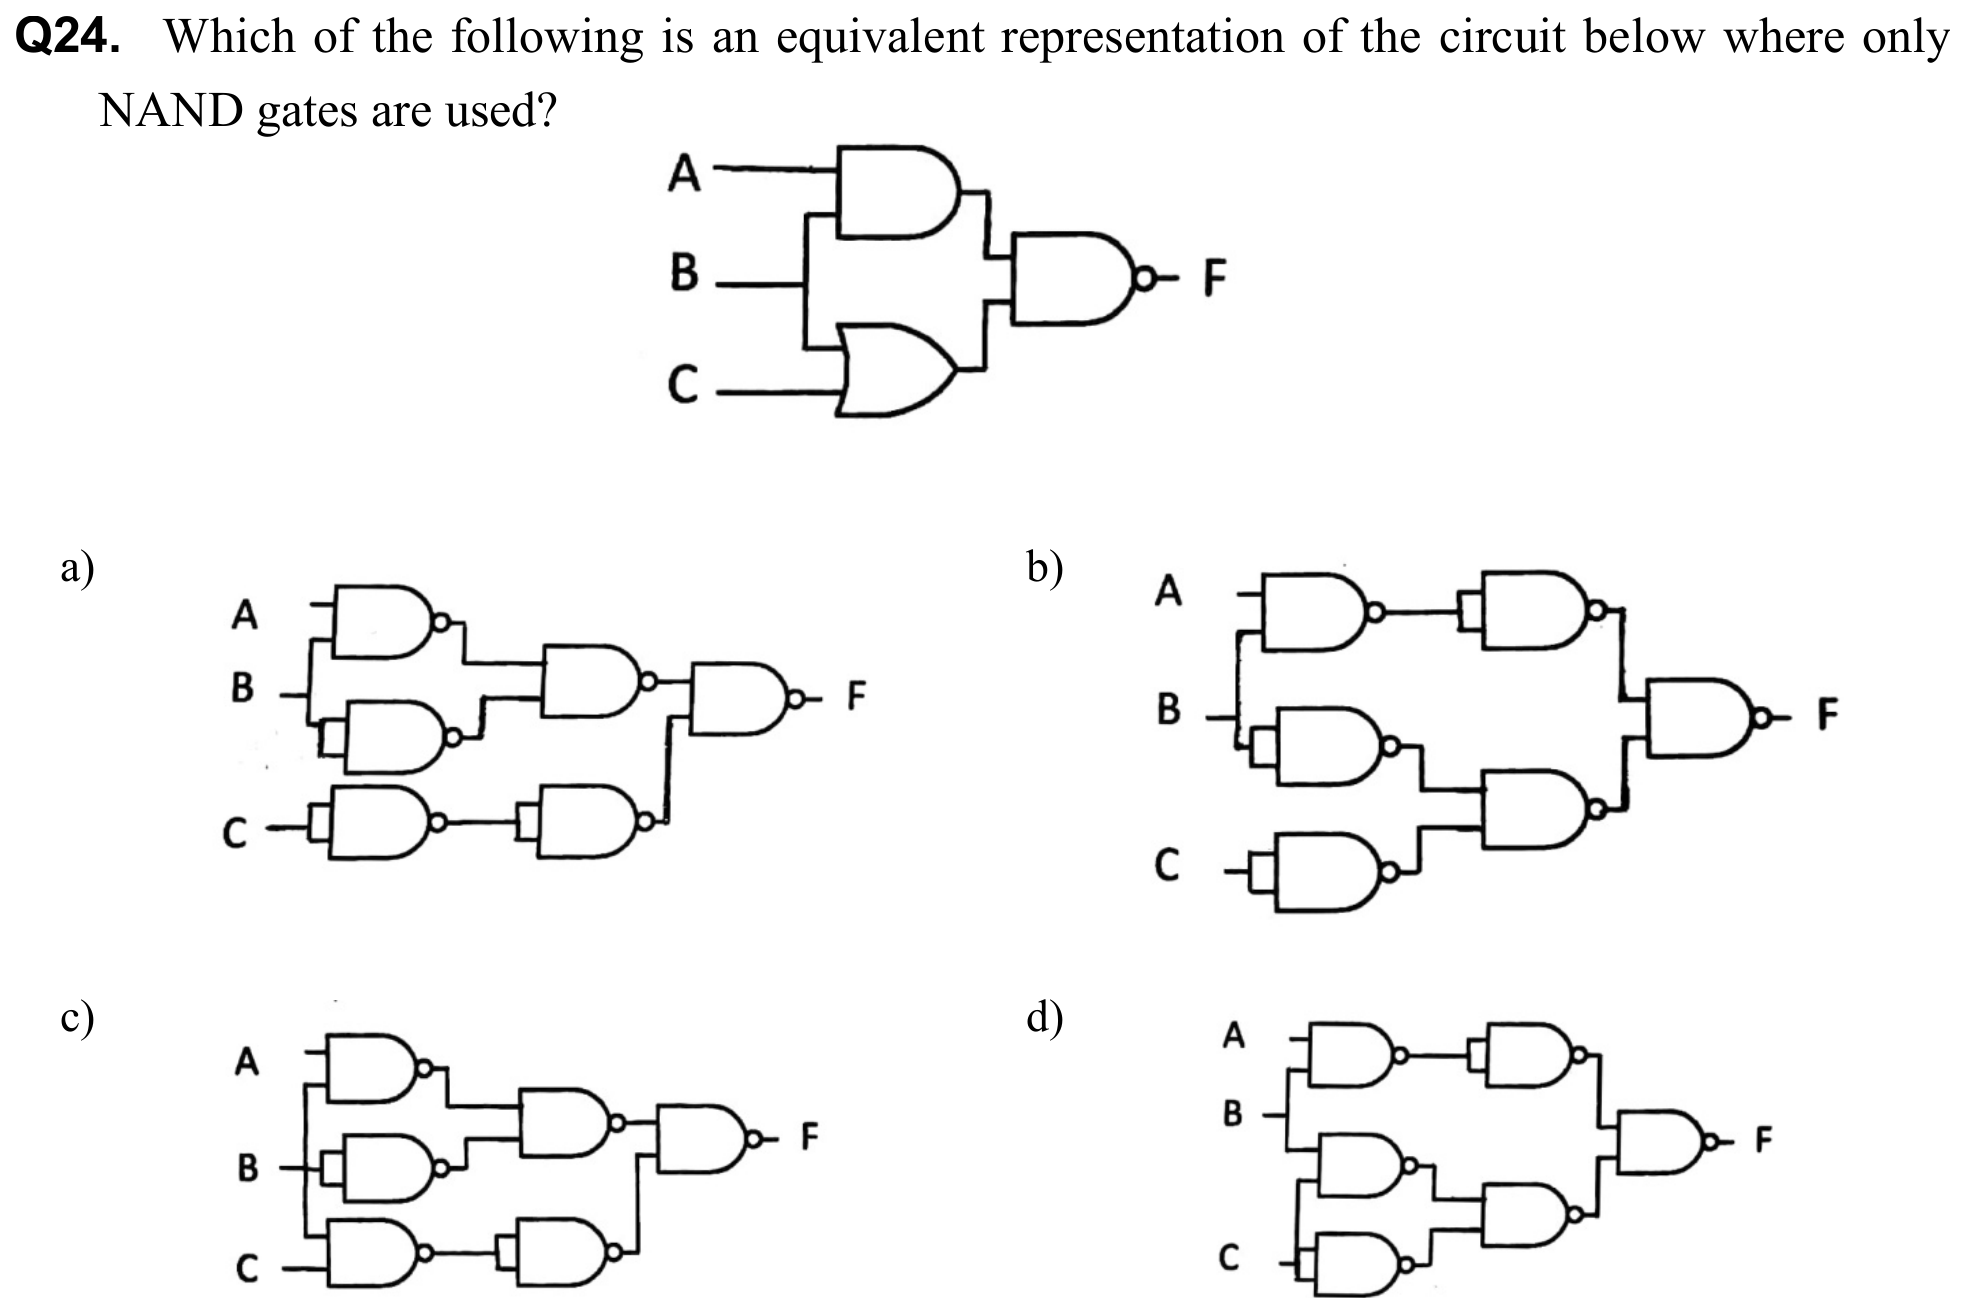 Q24. Which of the following is an equivalent representation of the circuit below where only
NAND gates are used?
A
B
C
F
a)
A
B
C
F
b)
A
B
C
F
c)
A
B
C
F
d)
A
B
C
F